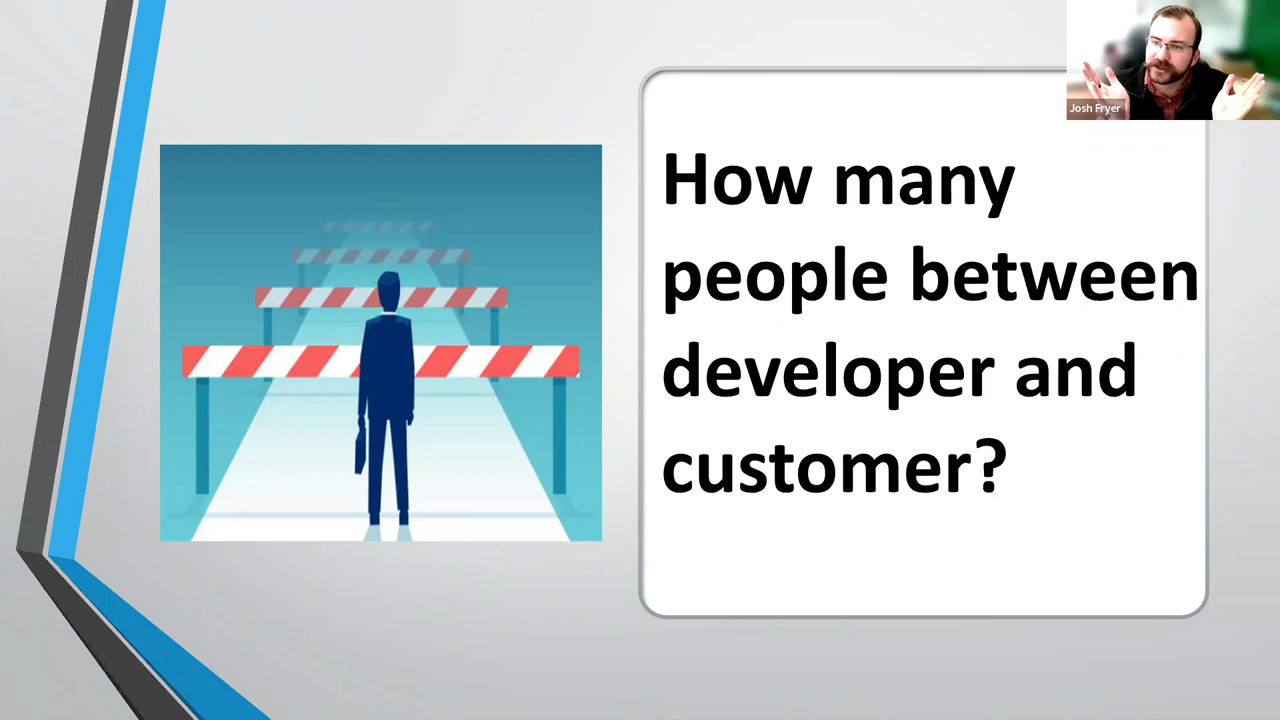 How many
people between
developer and
customer?
Josh Fryer